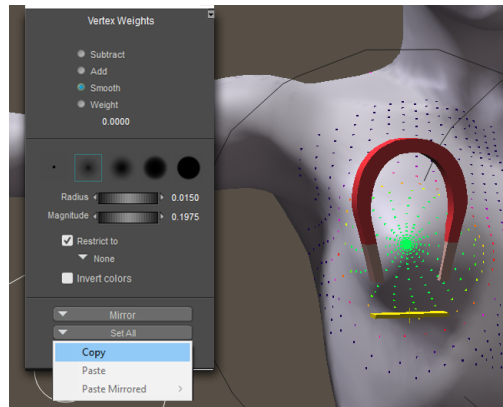 Vertex Weights
Subtract
Add
Smooth
Weight
0.0000
Radius 0.0150
Magnitude 0.1975
Restrict to
None
Invert colors
Mirror
Set All
Copy
Paste
Paste Mirrored